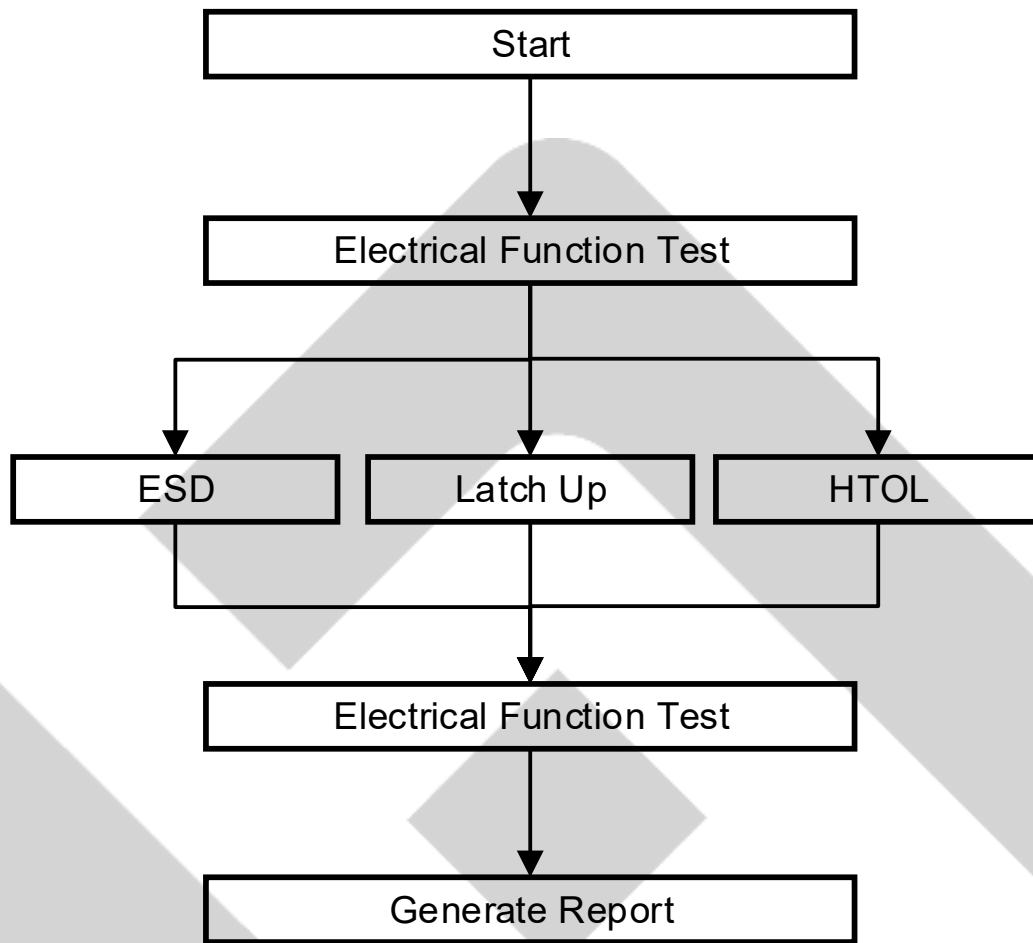 Start
Electrical Function Test
ESD
Latch Up
HTOL
Electrical Function Test
Generate Report